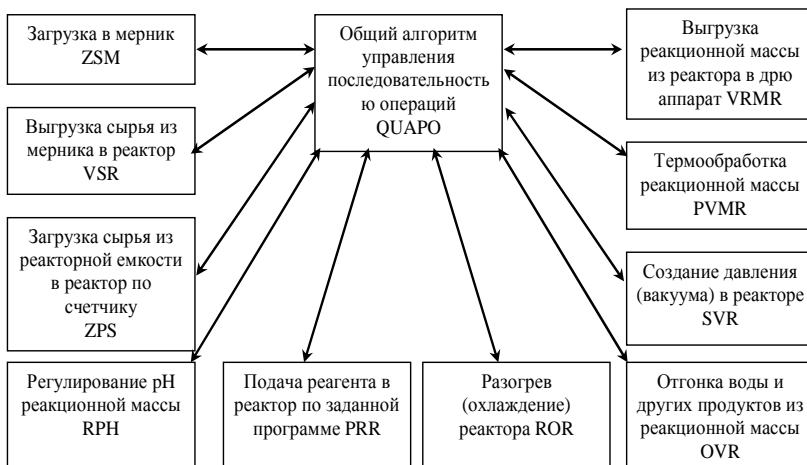 Загрузка в мерник
ZSM
Общий алгоритм
управления
последовательность
ю операций
QUAPO
Выгрузка
реакционной массы
из реактора в дрю
аппарат VRMR
Выгрузка сырья из
мерника в реактор
VSR
Термообработка
реакционной массы
PVMR
Загрузка сырья из
реакторной емкости
в реактор по
счетчику
ZPS
Создание давления
(вакуума) в реакторе
SVR
Регулирование pH
реакционной массы
RPH
Подача реагента в
реактор по заданной
программе PRR
Разогрев
(охлаждение)
реактора ROR
Отгонка воды и
других продуктов из
реакционной массы
OVR